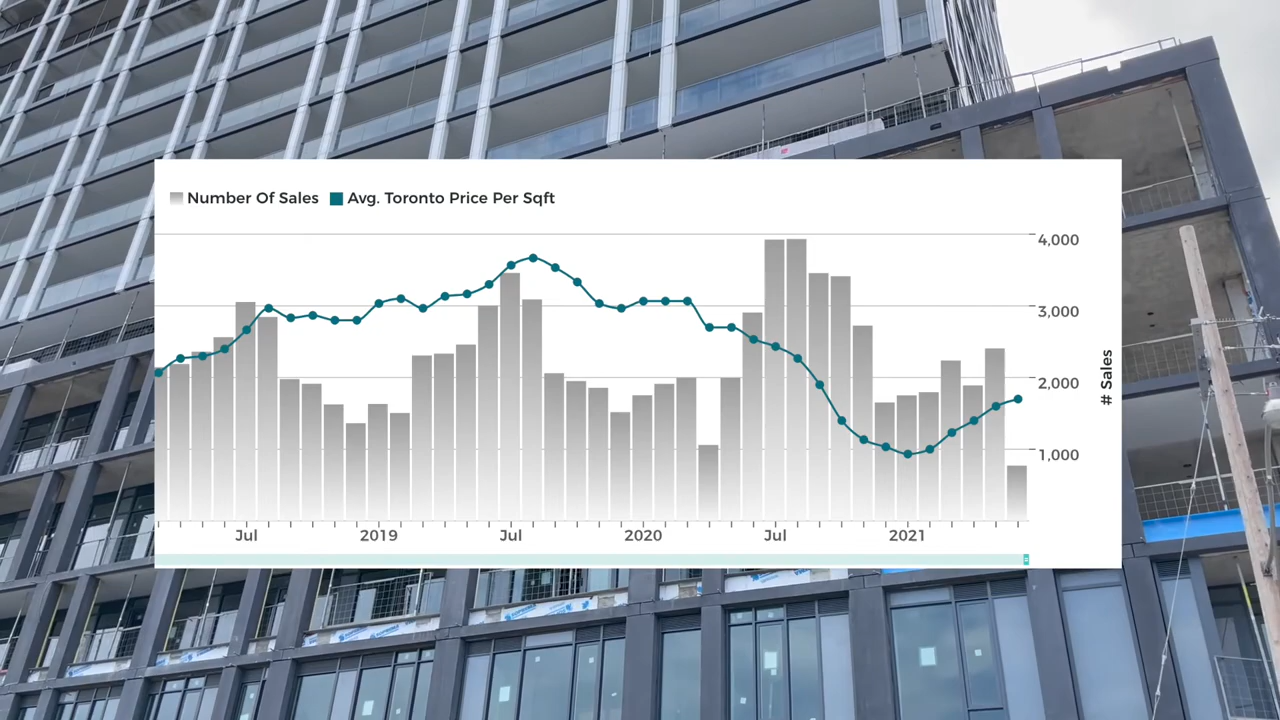 Number Of Sales Avg. Toronto Price Per Sqft
4,000
3,000
2,000
1,000
# Sales
Jul 2019 Jul 2020 Jul 2021